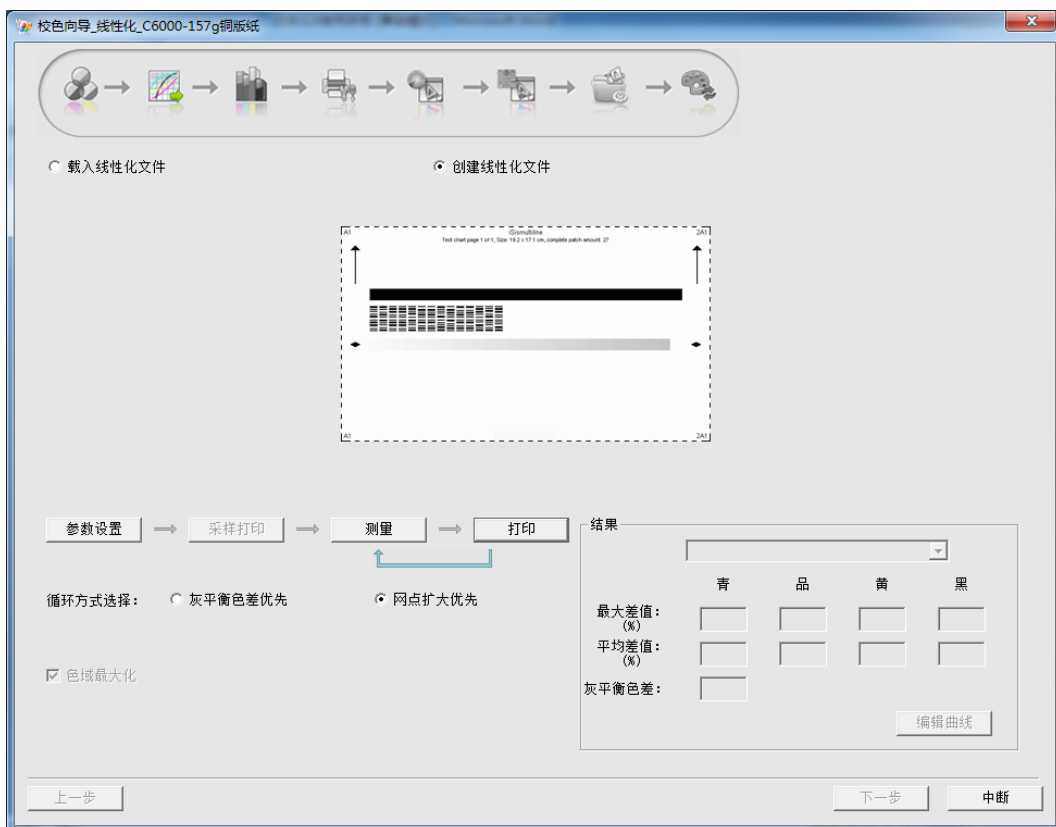 校色向导_线性化_C6000-157g铜版纸
载入线性化文件
创建线性化文件
A1
iSismultiline
2A1
Test chart page 1 of 1, Size: 19.2 x 17.1 cm, complete patch amount: 27
A1
2A1
参数设置
采样打印
测量
打印
结果
青 品 黄 黑
循环方式选择: 灰平衡色差优先 网点扩大优先
最大差值:
(%)
平均差值:
(%)
色域最大化
灰平衡色差:
编辑曲线
上一步
下一步
中断